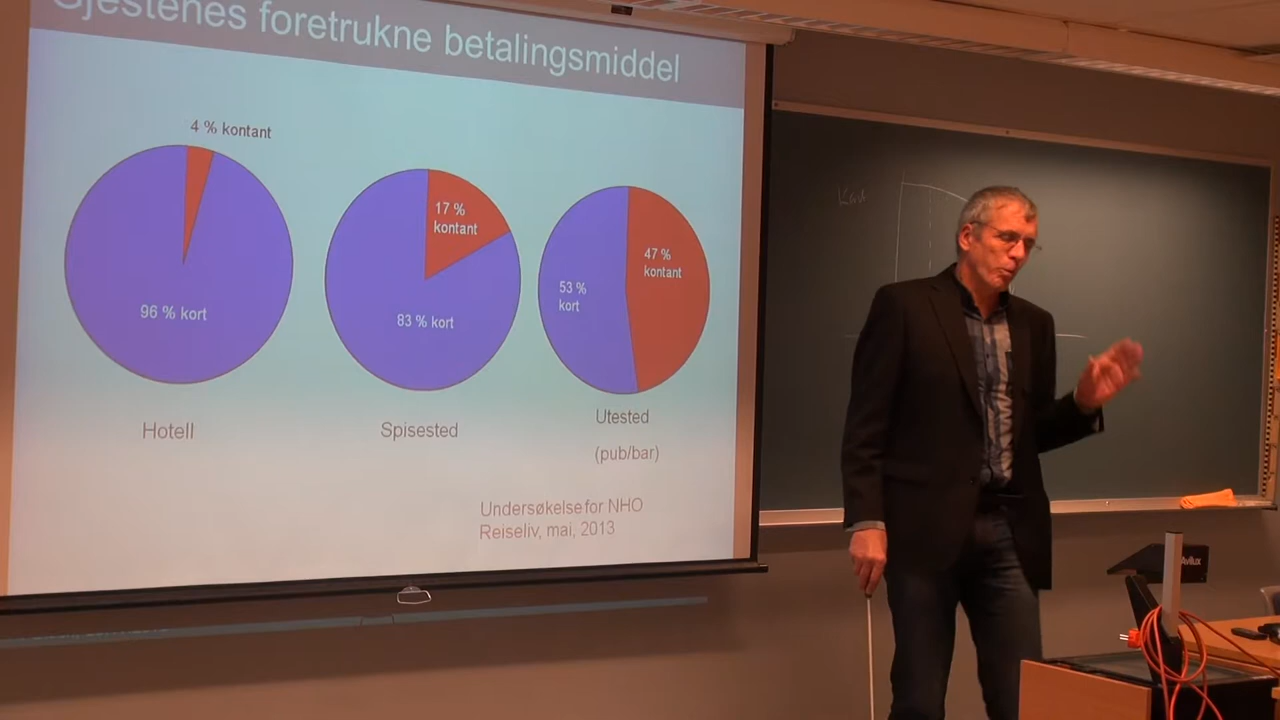 Gjestenes foretrukne betalingsmiddel
4 % kontant
96 % kort
Hotell
17 %
kontant
83 % kort
Spisested
47 %
kontant
53 %
kort
Utested
(pub/bar)
Undersøkelse for NHO
Reiseliv, mai, 2013